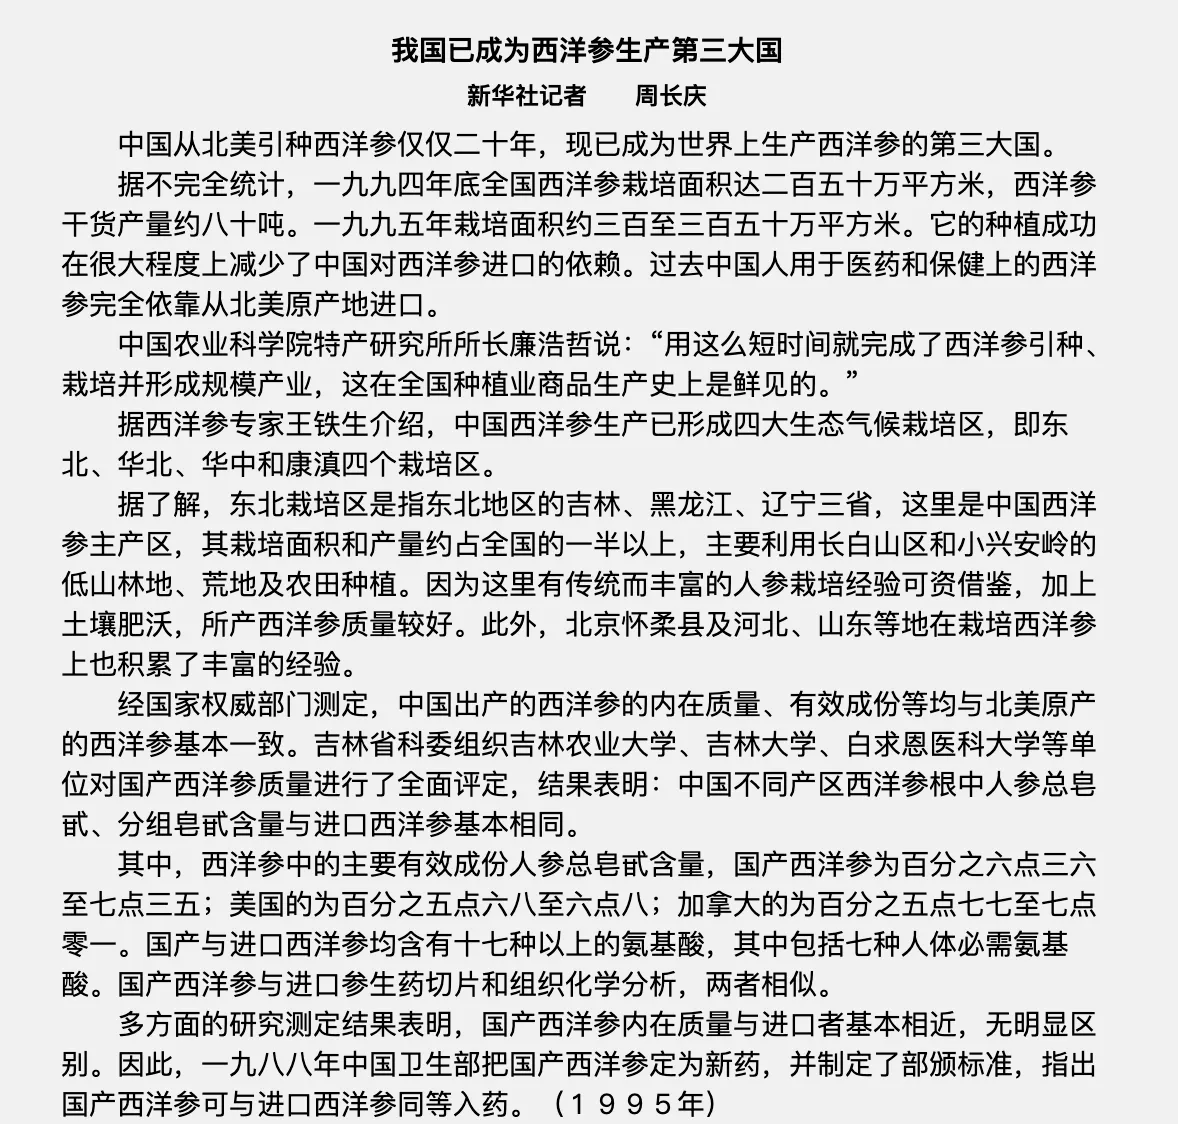 我国已成为西洋参生产第三大国
新华社记者　　周长庆
中国从北美引种西洋参仅仅二十年，现已成为世界上生产西洋参的第三大国。
据不完全统计，一九九四年底全国西洋参栽培面积达二百五十万平方米，西洋参
干货产量约八十吨。一九九五年栽培面积约三百至三百五十万平方米。它的种植成功
在很大程度上减少了中国对西洋参进口的依赖。过去中国人用于医药和保健上的西洋
参完全依靠从北美原产地进口。
中国农业科学院特产研究所所长廉浩哲说：“用这么短时间就完成了西洋参引种、
栽培并形成规模产业，这在全国种植业商品生产史上是鲜见的。”
据西洋参专家王铁生介绍，中国西洋参生产已形成四大生态气候栽培区，即东
北、华北、华中和康滇四个栽培区。
据了解，东北栽培区是指东北地区的吉林、黑龙江、辽宁三省，这里是中国西洋
参主产区，其栽培面积和产量约占全国的一半以上，主要利用长白山区和小兴安岭的
低山林地、荒地及农田种植。因为这里有传统而丰富的人参栽培经验可资借鉴，加上
土壤肥沃，所产西洋参质量较好。此外，北京怀柔县及河北、山东等地在栽培西洋参
上也积累了丰富的经验。
经国家权威部门测定，中国出产的西洋参的内在质量、有效成份等均与北美原产
的西洋参基本一致。吉林省科委组织吉林农业大学、吉林大学、白求恩医科大学等单
位对国产西洋参质量进行了全面评定，结果表明：中国不同产区西洋参根中人参总皂
甙、分组皂甙含量与进口西洋参基本相同。
其中，西洋参中的主要有效成份人参总皂甙含量，国产西洋参为百分之六点三六
至七点三五；美国的为百分之五点六八至六点八；加拿大的为百分之五点七七至七点
零一。国产与进口西洋参均含有十七种以上的氨基酸，其中包括七种人体必需氨基
酸。国产西洋参与进口参生药切片和组织化学分析，两者相似。
多方面的研究测定结果表明，国产西洋参内在质量与进口者基本相近，无明显区
别。因此，一九八八年中国卫生部把国产西洋参定为新药，并制定了部颁标准，指出
国产西洋参可与进口西洋参同等入药。（１９９５年）